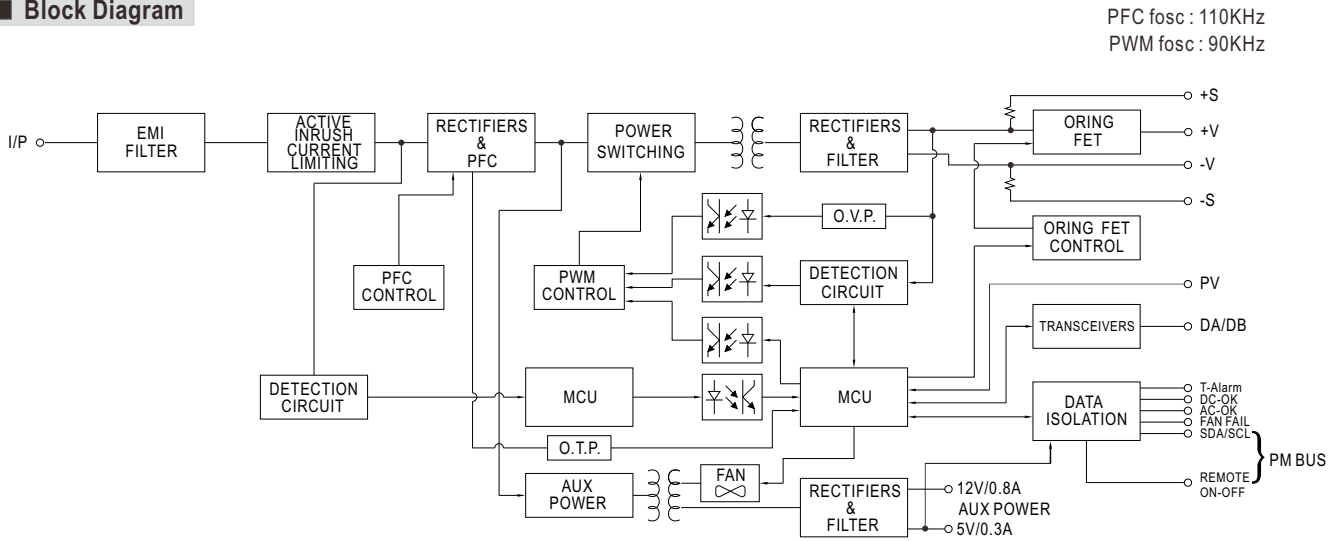 Block Diagram
PFC fosc : 110KHz
PWM fosc : 90KHz
I/P
EMI
FILTER
ACTIVE
INRUSH
CURRENT
LIMITING
RECTIFIERS
&
PFC
POWER
SWITCHING
RECTIFIERS
&
FILTER
ORING
FET
+S
+V
-V
-S
O.V.P.
ORING FET
CONTROL
PFC
CONTROL
PWM
CONTROL
DETECTION
CIRCUIT
PV
TRANSCEIVERS
DA/DB
DETECTION
CIRCUIT
MCU
MCU
DATA
ISOLATION
T-Alarm
DC-OK
AC-OK
FAN FAIL
SDA/SCL
PM BUS
REMOTE
ON-OFF
O.T.P.
AUX
POWER
FAN
RECTIFIERS
&
FILTER
12V/0.8A
AUX POWER
5V/0.3A